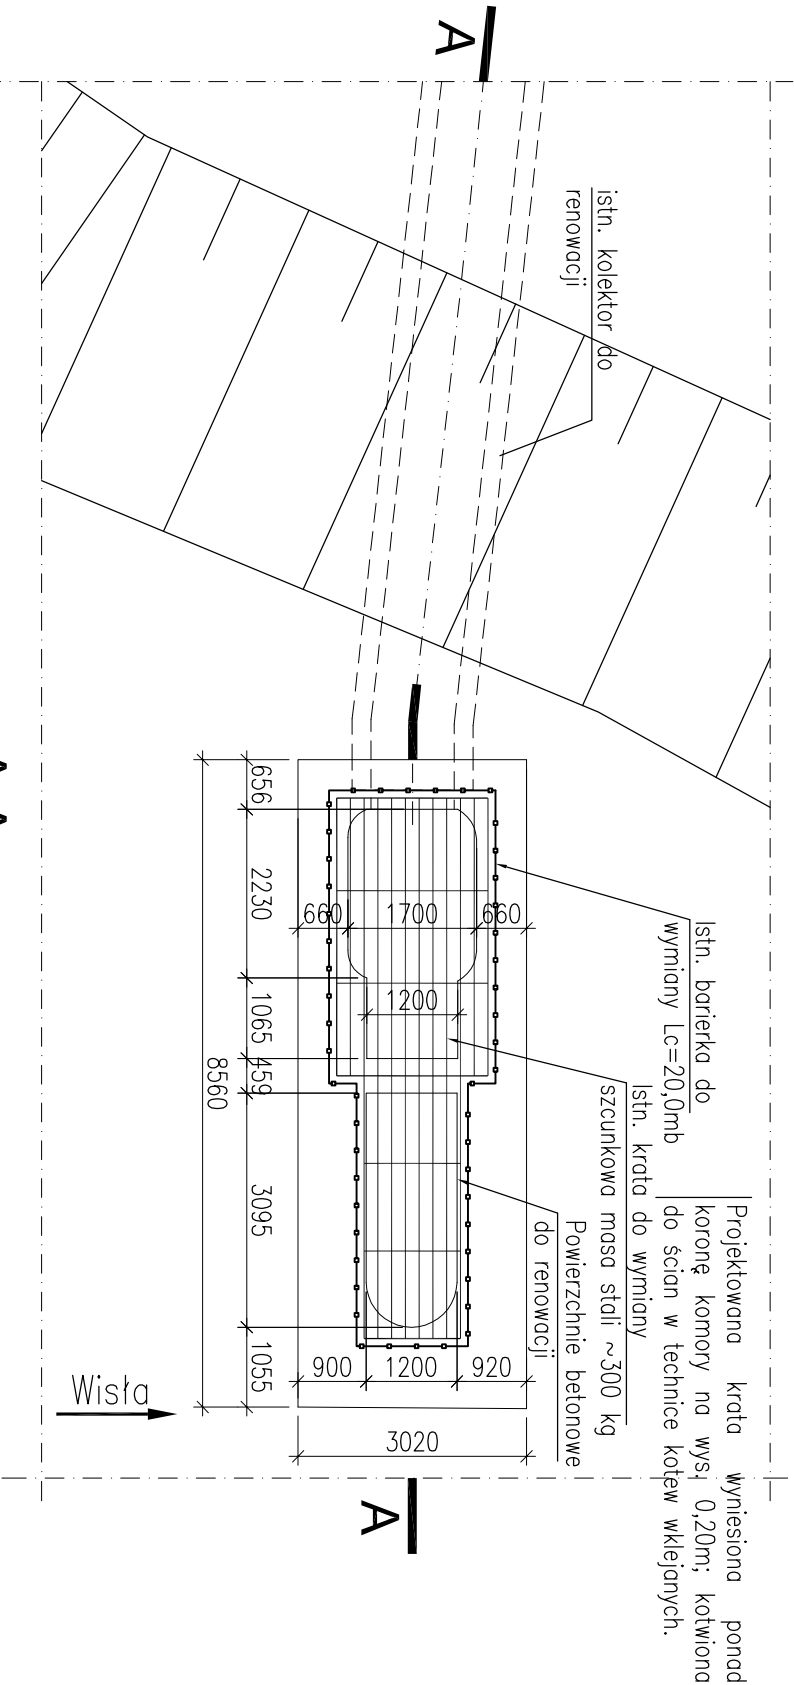 A
istn. kolektor do
renowacji
Istn. barierka do
wymiany Lc=20,0mb
Projektowana krata wyniesiona ponad
koronę komory na wys. 0,20m; kotwiona
do ścian w technice kotew wklejanych.
Istn. krata do wymiany
szcunkowa masa stali ~300 kg
Powierzchnie betonowe
do renowacji
656
2230
1065
459
3095
1055
8560
660
1700
660
1200
900
1200
920
3020
Wisła
A
A-A